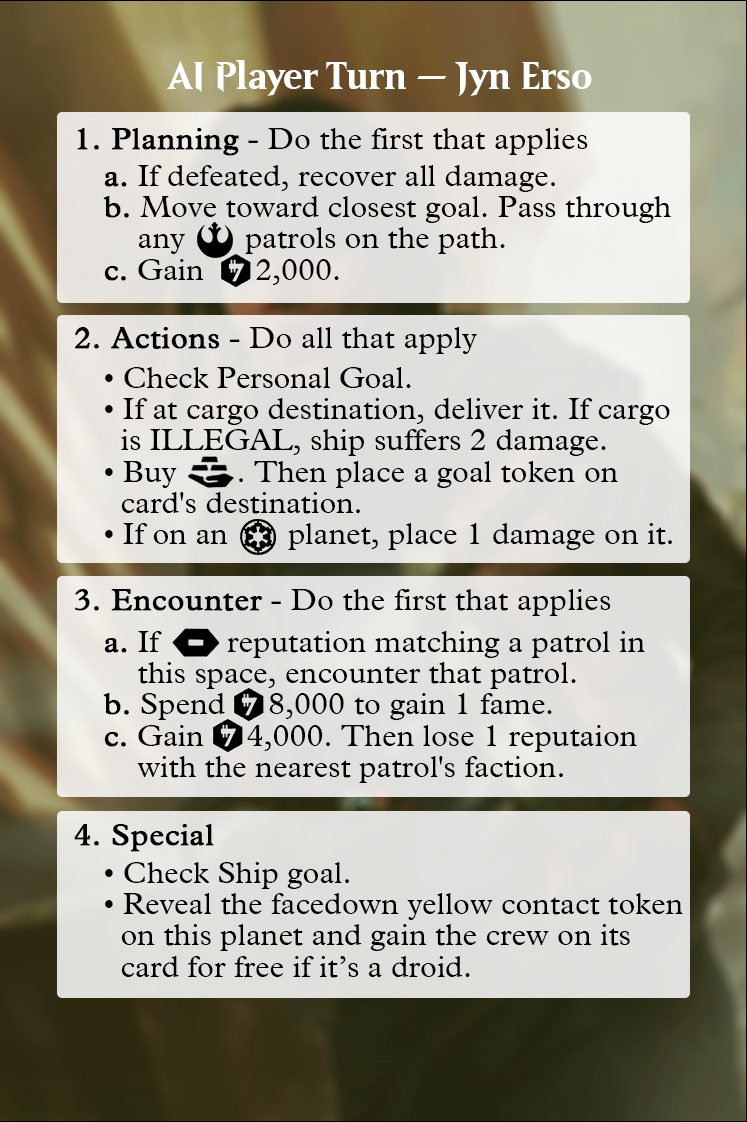 AI Player Turn — Jyn Erso
1. Planning - Do the first that applies
a. If defeated, recover all damage.
b. Move toward closest goal. Pass through
any patrols on the path.
c. Gain 2,000.
2. Actions - Do all that apply
• Check Personal Goal.
• If at cargo destination, deliver it. If cargo
is ILLEGAL, ship suffers 2 damage.
• Buy . Then place a goal token on
card's destination.
• If on an planet, place 1 damage on it.
3. Encounter - Do the first that applies
a. If reputation matching a patrol in
this space, encounter that patrol.
b. Spend 8,000 to gain 1 fame.
c. Gain 4,000. Then lose 1 reputaion
with the nearest patrol's faction.
4. Special
• Check Ship goal.
• Reveal the facedown yellow contact token
on this planet and gain the crew on its
card for free if it’s a droid.